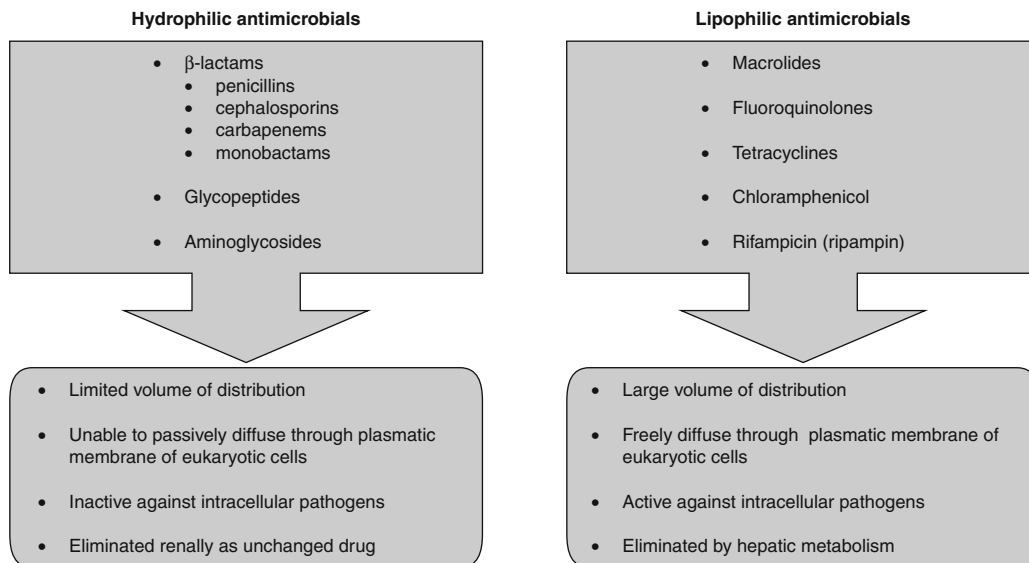 Hydrophilic antimicrobials
• β-lactams
• penicillins
• cephalosporins
• carbapenems
• monobactams
• Glycopeptides
• Aminoglycosides
• Limited volume of distribution
• Unable to passively diffuse through plasmatic
membrane of eukaryotic cells
• Inactive against intracellular pathogens
• Eliminated renally as unchanged drug
Lipophilic antimicrobials
• Macrolides
• Fluoroquinolones
• Tetracyclines
• Chloramphenicol
• Rifampicin (ripampin)
• Large volume of distribution
• Freely diffuse through plasmatic membrane of
eukaryotic cells
• Active against intracellular pathogens
• Eliminated by hepatic metabolism